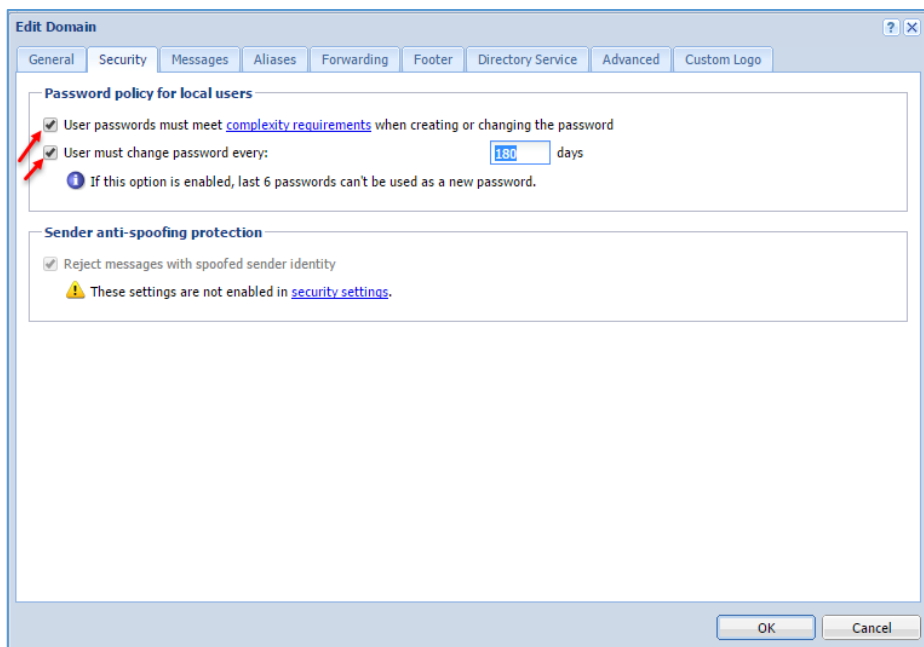 Edit Domain
General Security Messages Aliases Forwarding Footer Directory Service Advanced Custom Logo
Password policy for local users
User passwords must meet complexity requirements when creating or changing the password
User must change password every: 180 days
If this option is enabled, last 6 passwords can't be used as a new password.
Sender anti-spoofing protection
Reject messages with spoofed sender identity
These settings are not enabled in security settings.
OK Cancel